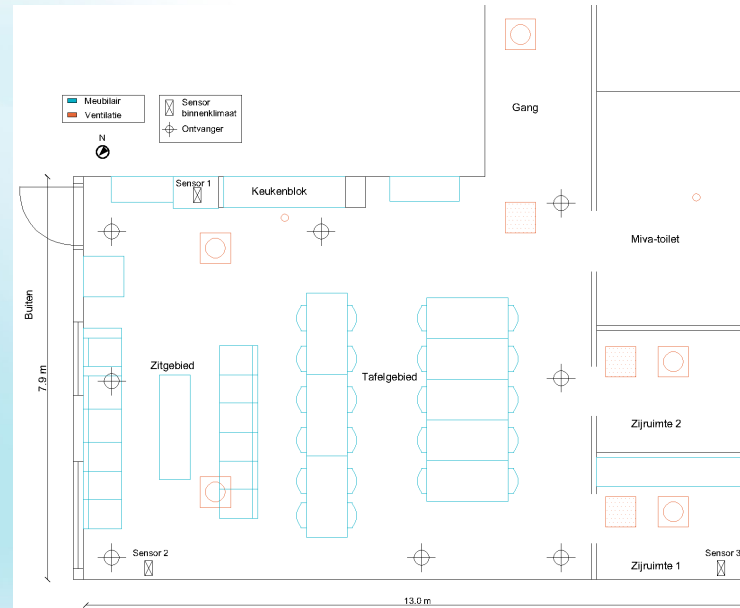 Meubilair
Ventilatie
Sensor
binnenklimaat
Ontvanger
N
Gang
Sensor 1
Keukenblok
Miva-toilet
Buiten
7.9 m
Zitgebied
Tafelgebied
Zijruimte 2
Sensor 2
Sensor 3
Zijruimte 1
13.0 m